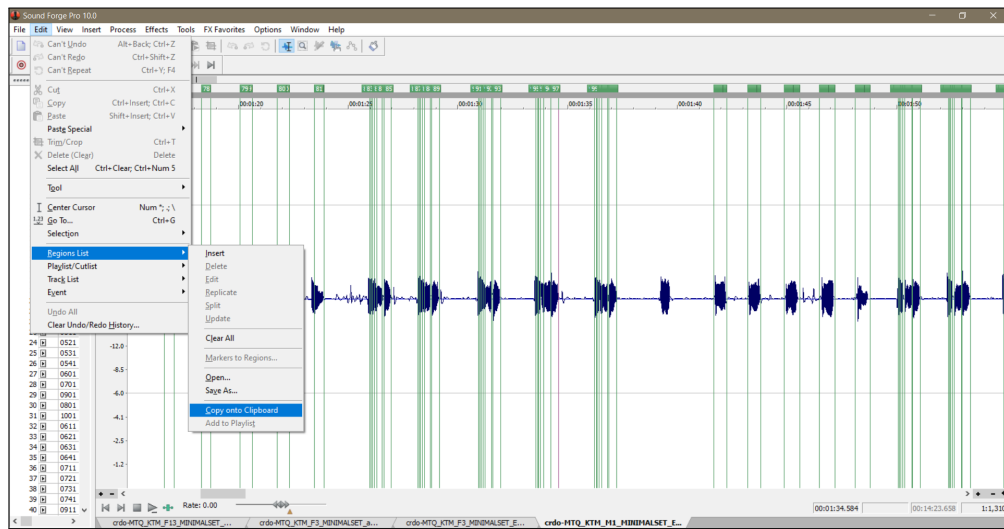 Sound Forge Pro 10.0
File Edit View Insert Process Effects Tools FX Favorites Options Window Help
Can't Undo Alt+Back; Ctrl+Z
Can't Redo Ctrl+Shift+Z
Can't Repeat Ctrl+Y; F4
Cut Ctrl+X
Copy Ctrl+Insert; Ctrl+C
Paste Shift+Insert; Ctrl+V
Paste Special
Trim/Crop Ctrl+T
Delete (Clear) Delete
Select All Ctrl+Clear; Ctrl+Num 5
Tool
Center Cursor Num *; .; \
Go To... Ctrl+G
Selection
Regions List
Playlist/Cutlist
Track List
Event
Undo All
Clear Undo/Redo History...
Insert
Delete
Edit
Replicate
Split
Update
Clear All
Markers to Regions...
Open...
Save As...
Copy onto Clipboard
Add to Playlist
,00:01:20 ,00:01:25 ,00:01:30 ,00:01:35 ,00:01:40 ,00:01:45 ,00:01:50
24 0521
25 0531
26 0541
27 0601
28 0701
29 0901
30 0801
31 1001
32 0611
33 0621
34 0631
35 0641
36 0711
37 0721
38 0731
39 0741
40 0911
-12.0
-8.5
-6.0
-4.1
-2.5
-1.2
Rate: 0.00
00:01:34.584 00:14:23.658 1:1,31
crdo-MTQ_KTM_F13_MINIMALSET_... crdo-MTQ_KTM_F3_MINIMALSET_a... crdo-MTQ_KTM_F3_MINIMALSET_E... crdo-MTQ_KTM_M1_MINIMALSET_E...